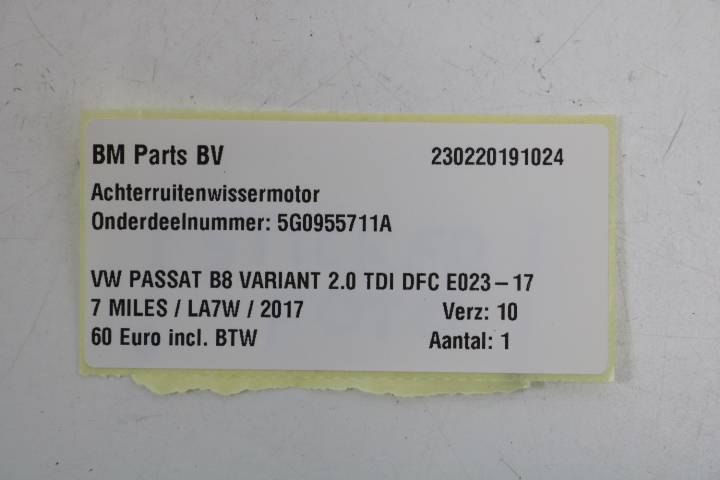 BM Parts BV 230220191024
Achterruitenwissermotor
Onderdeelnummer: 5G0955711A
VW PASSAT B8 VARIANT 2.0 TDI DFC E023-17
7 MILES / LA7W / 2017 Verz: 10
60 Euro incl. BTW Aantal: 1